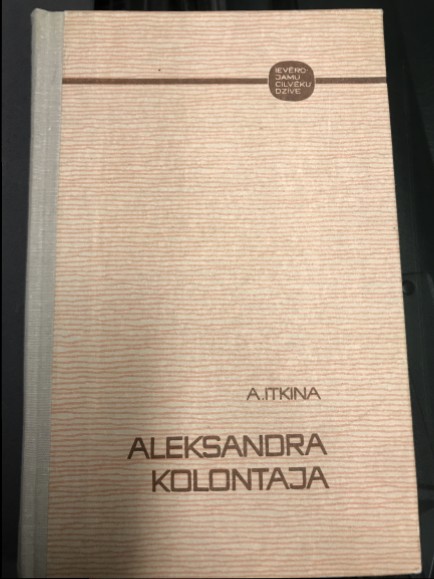 IEVĒRO-
JAMU
CILVĒKU
DZĪVE
A.ITKINA
ALEKSANDRA
KOLONTAJA